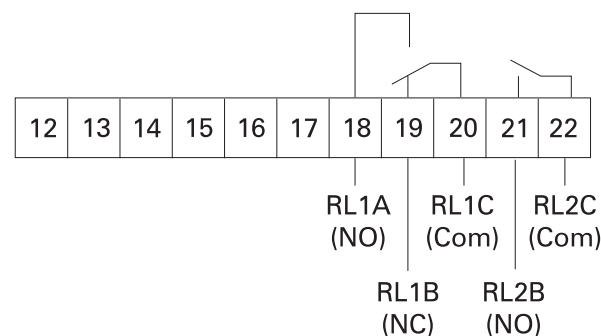 12 13 14 15 16 17 18 19 20 21 22
RL1A RL1C RL2C
(NO) (Com) (Com)
RL1B RL2B
(NC) (NO)